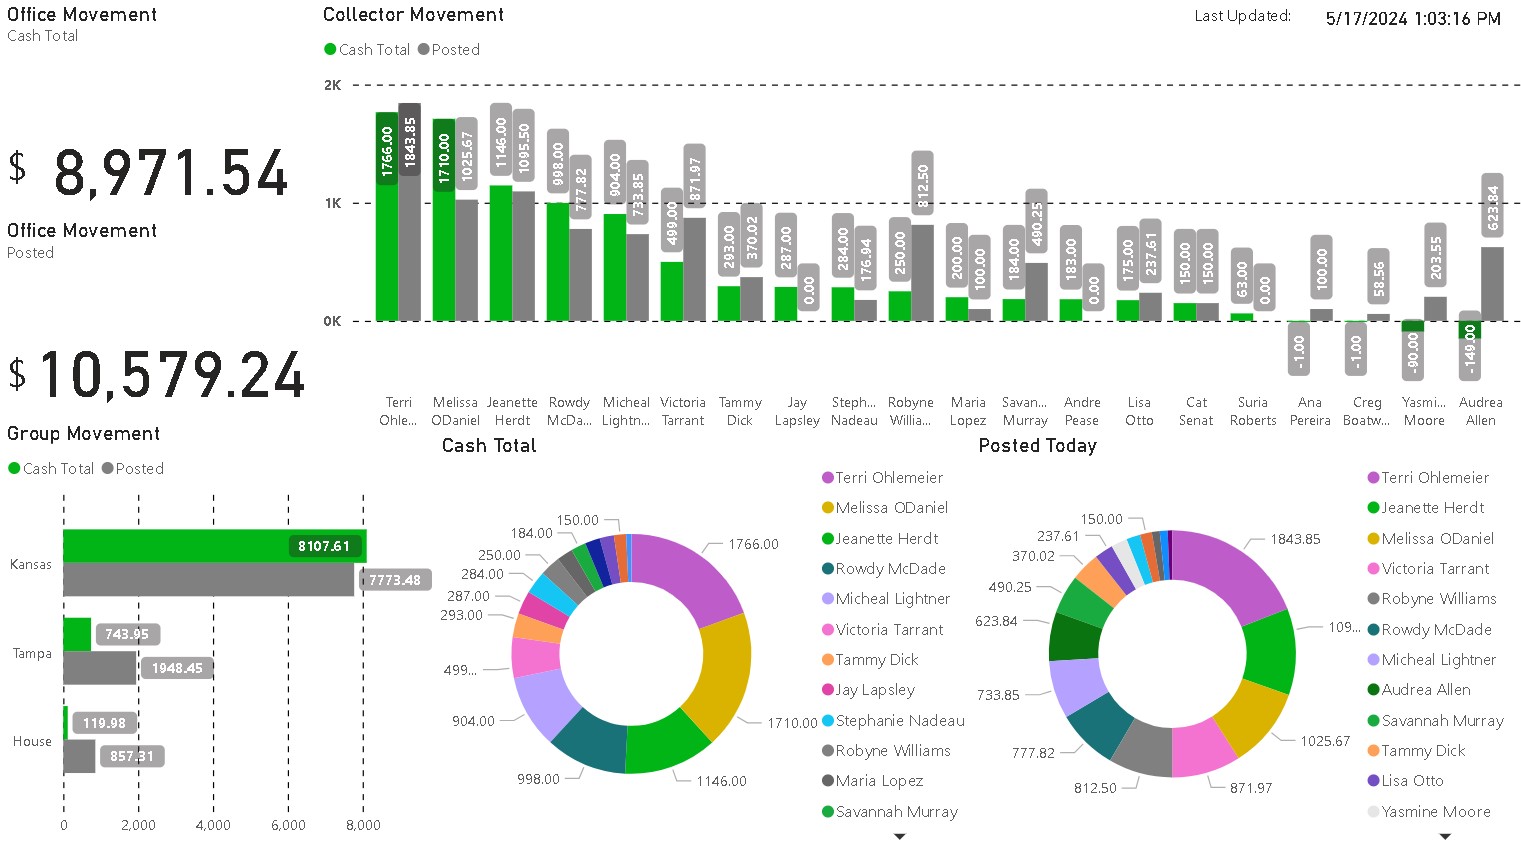 Office Movement
Cash Total
$ 8,971.54
Office Movement
Posted
$ 10,579.24
Collector Movement
Last Updated: 5/17/2024 1:03:16 PM
Cash Total Posted
2K
1K
0K
1766.00 1843.85
1710.00 1025.67
1146.00 1095.50
998.00 777.82
904.00 733.85
499.00 871.97
293.00 370.02
287.00 0.00
284.00 176.94
250.00 812.50
200.00 100.00
184.00 490.25
183.00 0.00
175.00 237.61
150.00 150.00
63.00 0.00
-1.00 100.00
-1.00 58.56
-90.00 203.55
-149.00 623.84
Terri Ohle...
Melissa ODaniel
Jeanette Herdt
Rowdy McDa...
Micheal Lightn...
Victoria Tarrant
Tammy Dick
Jay Lapsley
Steph... Nadeau
Robyne Willia...
Maria Lopez
Savan... Murray
Andre Pease
Lisa Otto
Cat Senat
Suria Roberts
Ana Pereira
Creg Boatw...
Yasmi... Moore
Audrea Allen
Group Movement
Cash Total Posted
Kansas
8107.61
7773.48
Tampa
743.95
1948.45
House
119.98
857.31
0 2,000 4,000 6,000 8,000
Cash Total
1766.00
1710.00
1146.00
998.00
904.00
499...
293.00
287.00
284.00
250.00
184.00
150.00
Terri Ohlemeier
Melissa ODaniel
Jeanette Herdt
Rowdy McDade
Micheal Lightner
Victoria Tarrant
Tammy Dick
Jay Lapsley
Stephanie Nadeau
Robyne Williams
Maria Lopez
Savannah Murray
Posted Today
1843.85
109...
1025.67
871.97
812.50
777.82
733.85
623.84
490.25
370.02
237.61
150.00
Terri Ohlemeier
Jeanette Herdt
Melissa ODaniel
Victoria Tarrant
Robyne Williams
Rowdy McDade
Micheal Lightner
Audrea Allen
Savannah Murray
Tammy Dick
Lisa Otto
Yasmine Moore